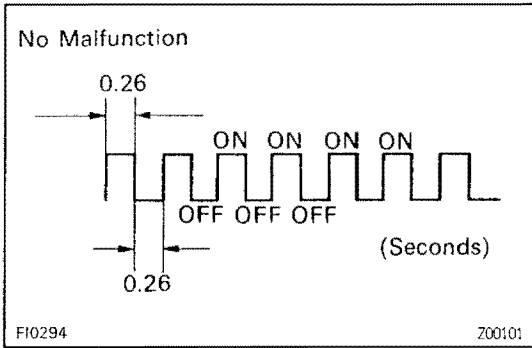 No Malfunction
0.26
ON ON ON ON
OFF OFF OFF
(Seconds)
0.26
FI0294 Z00101